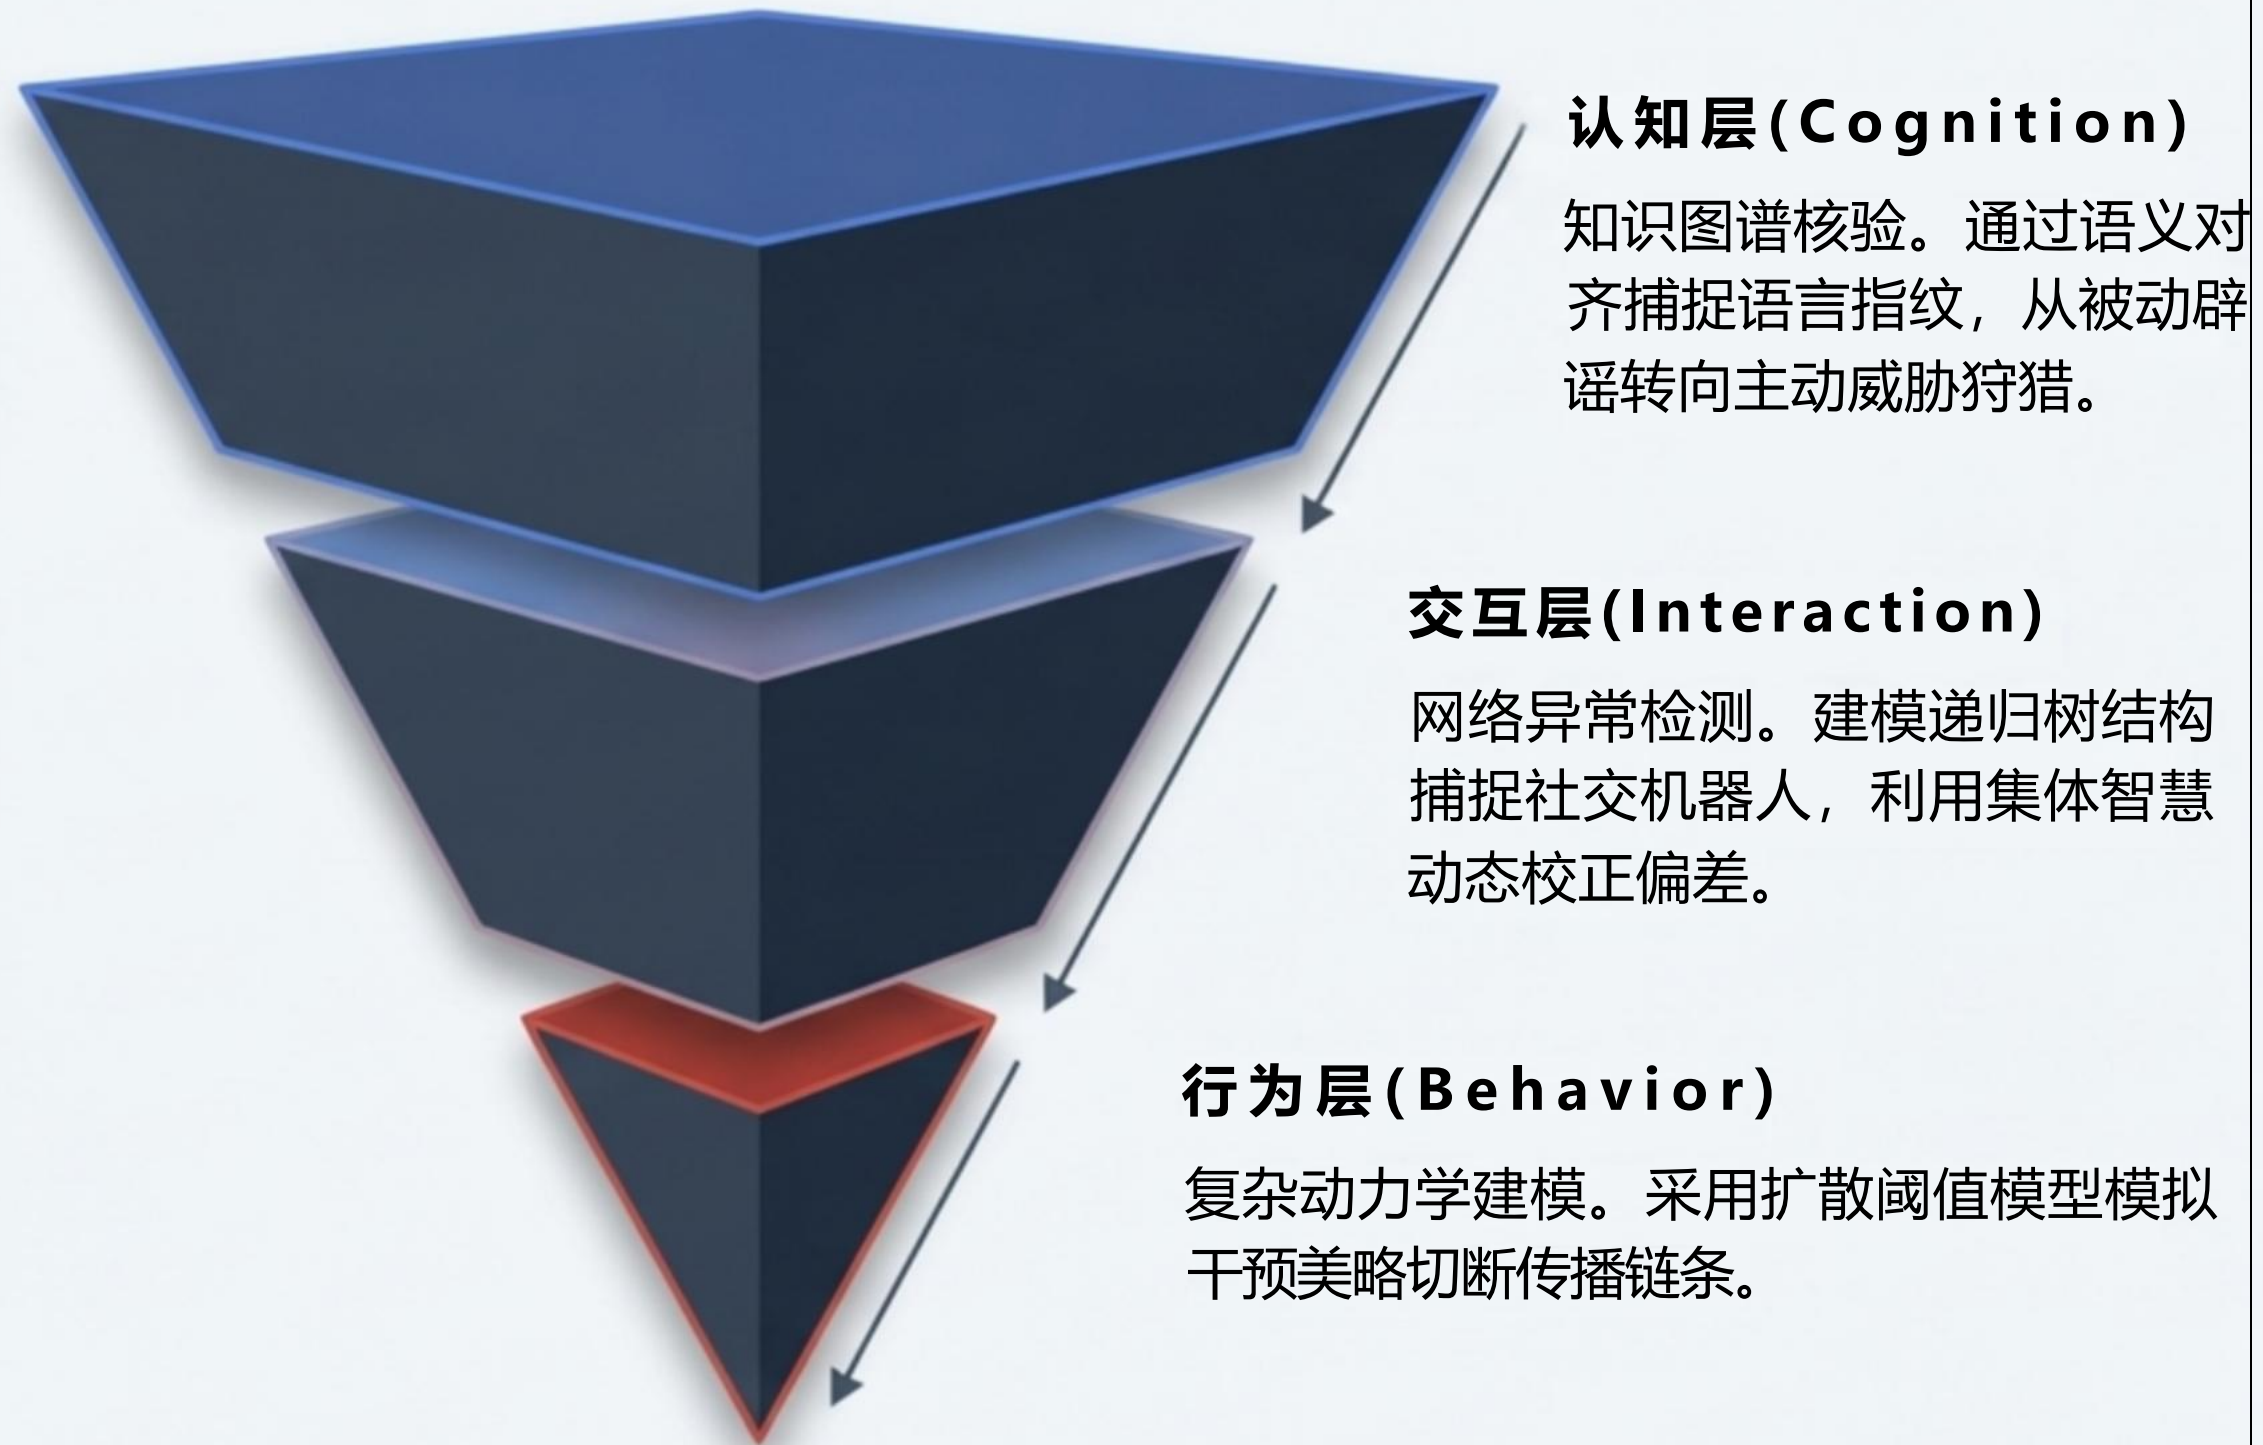 认知层(Cognition)
知识图谱核验。通过语义对
齐捕捉语言指纹，从被动辟
谣转向主动威胁狩猎。
交互层(Interaction)
网络异常检测。建模递归树结构
捕捉社交机器人，利用集体智慧
动态校正偏差。
行为层(Behavior)
复杂动力学建模。采用扩散阈值模型模拟
干预美略切断传播链条。